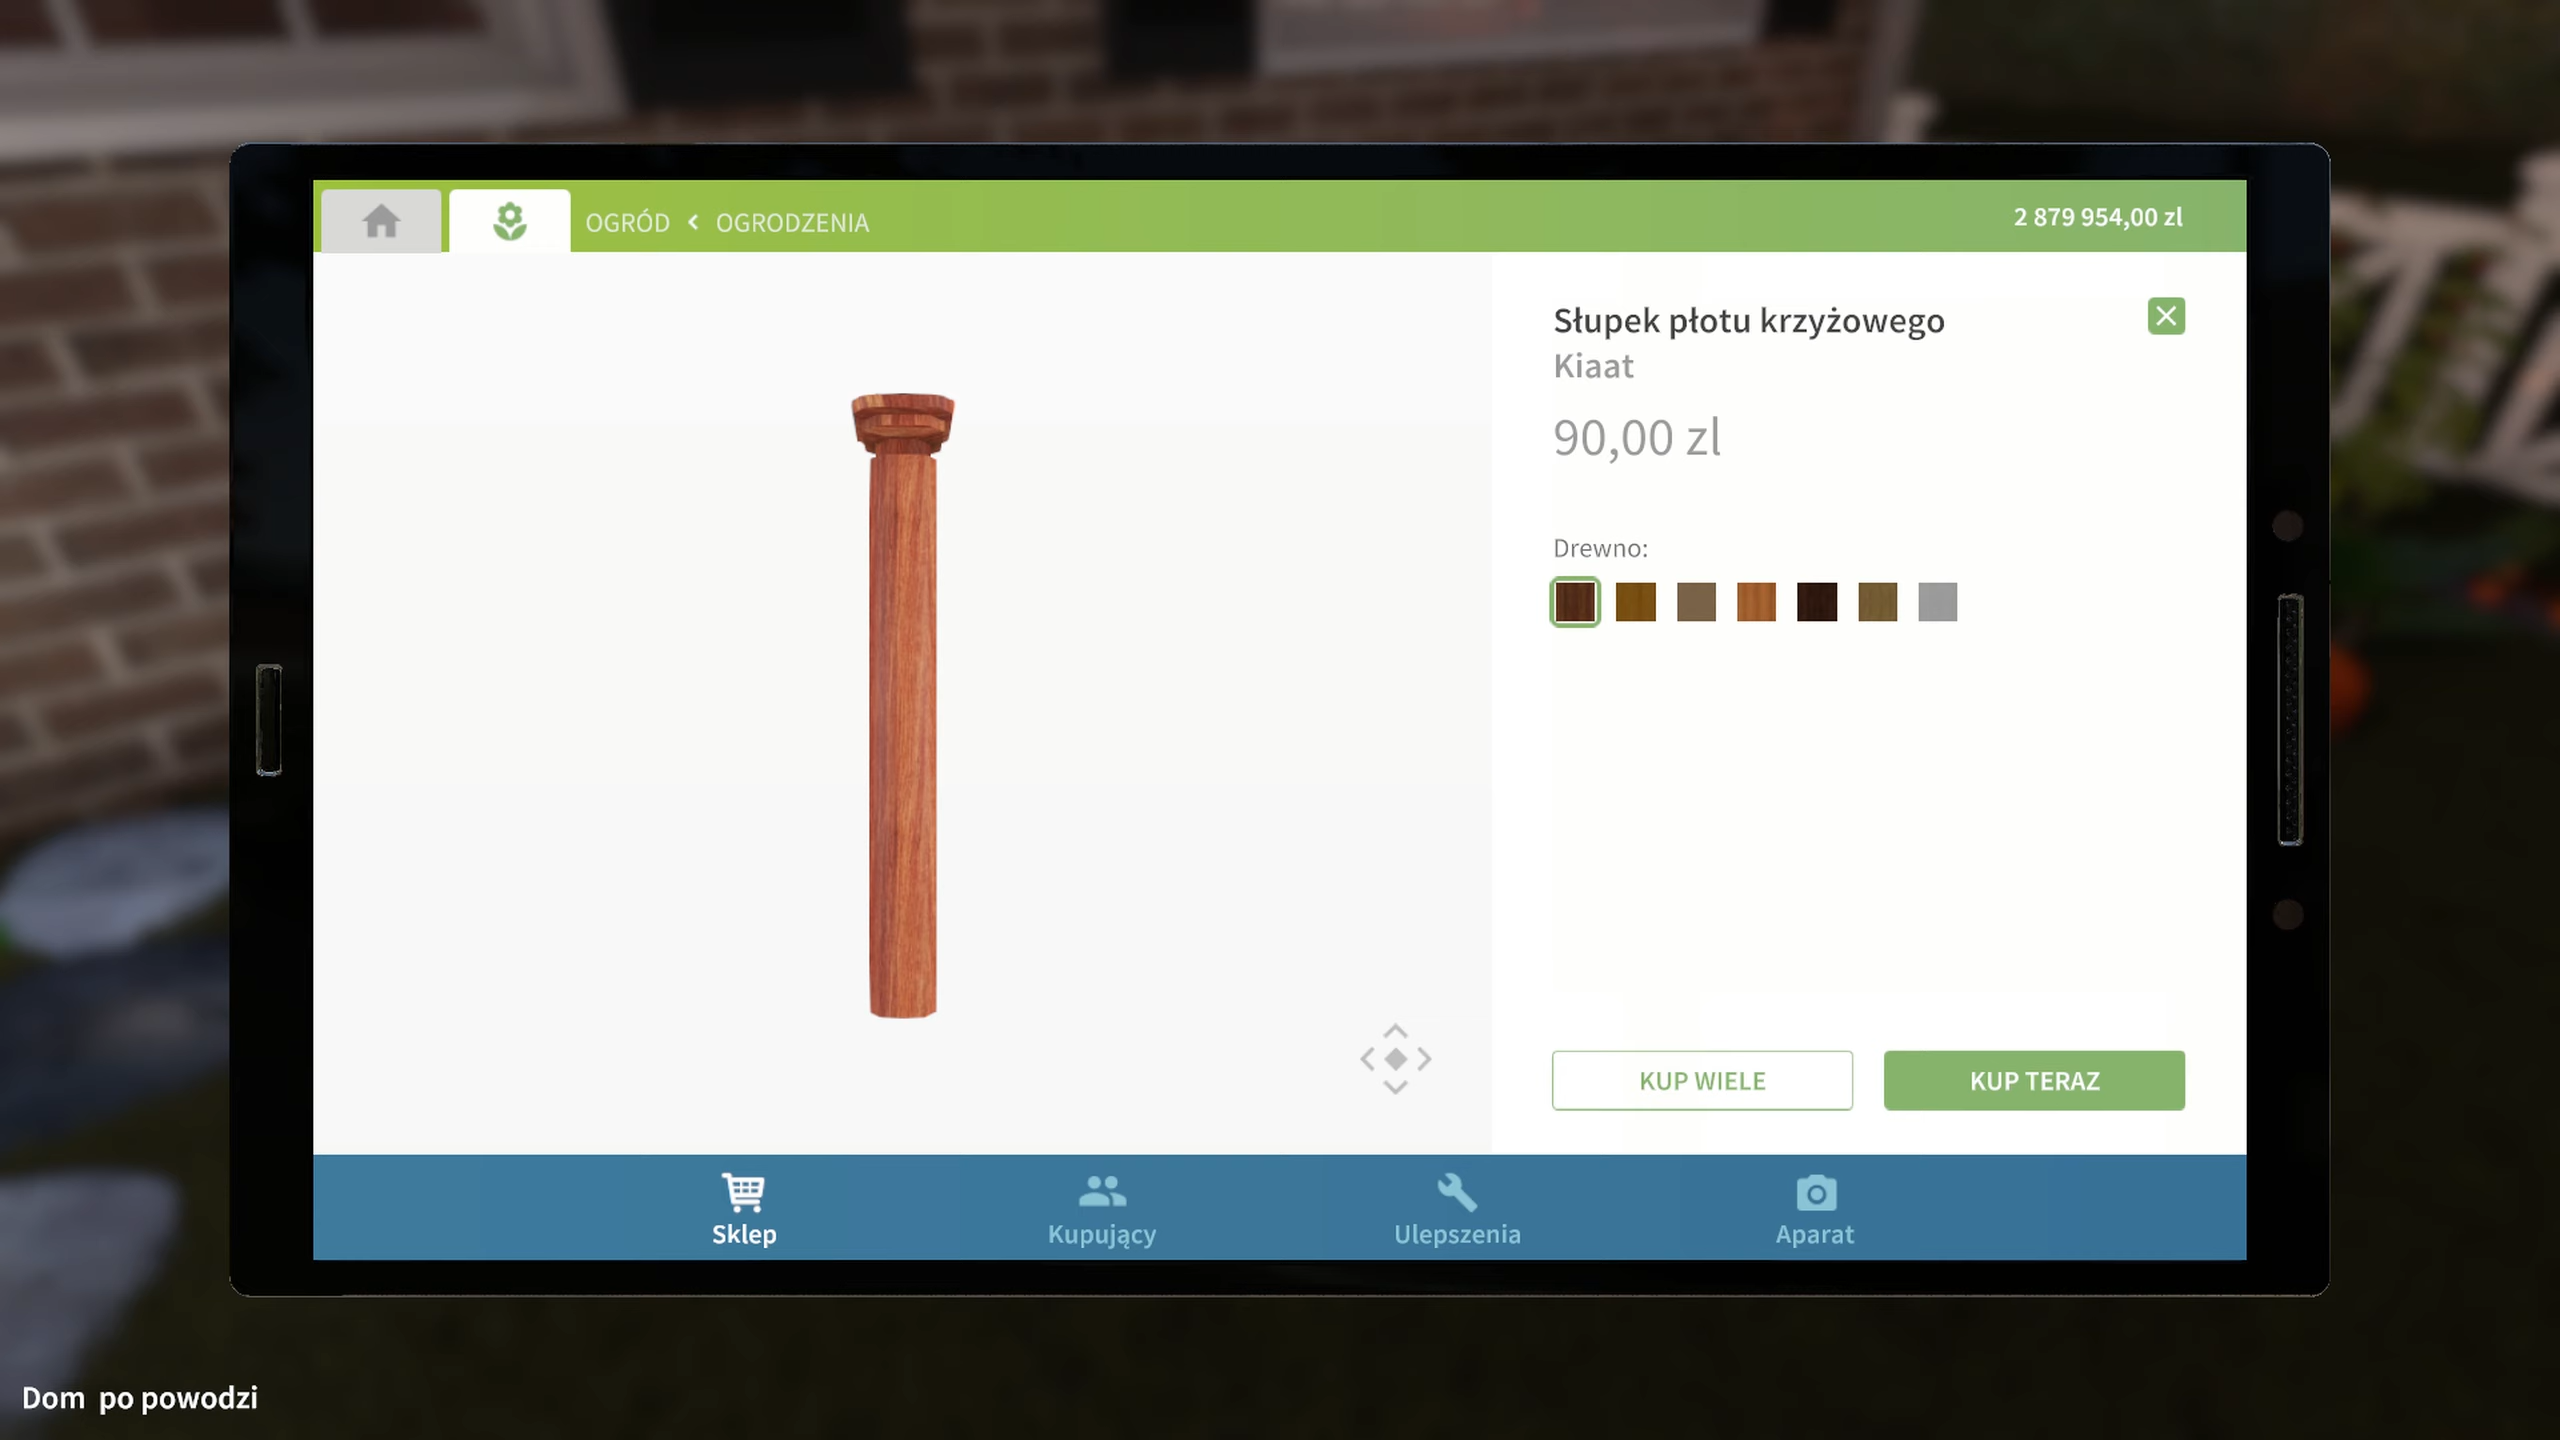 OGRÓD < OGRODZENIA
2 879 954,00 zl
Słupek płotu krzyżowego
Kiaat
90,00 zl
Drewno:
KUP WIELE
KUP TERAZ
Sklep
Kupujący
Ulepszenia
Aparat
Dom po powodzi